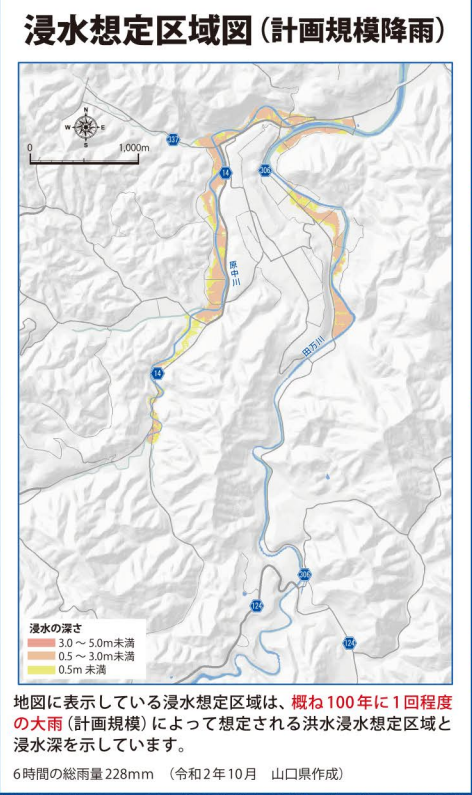 浸水想定区域図（計画規模降雨）
N
W E
S
0 1,000m
337
14
306
原中川
田万川
14
306
124
124
浸水の深さ
3.0 ～ 5.0m未満
0.5 ～ 3.0m未満
0.5m 未満
地図に表示している浸水想定区域は、概ね100年に1回程度
の大雨（計画規模）によって想定される洪水浸水想定区域と
浸水深を示しています。
6時間の総雨量228mm （令和2年10月 山口県作成）